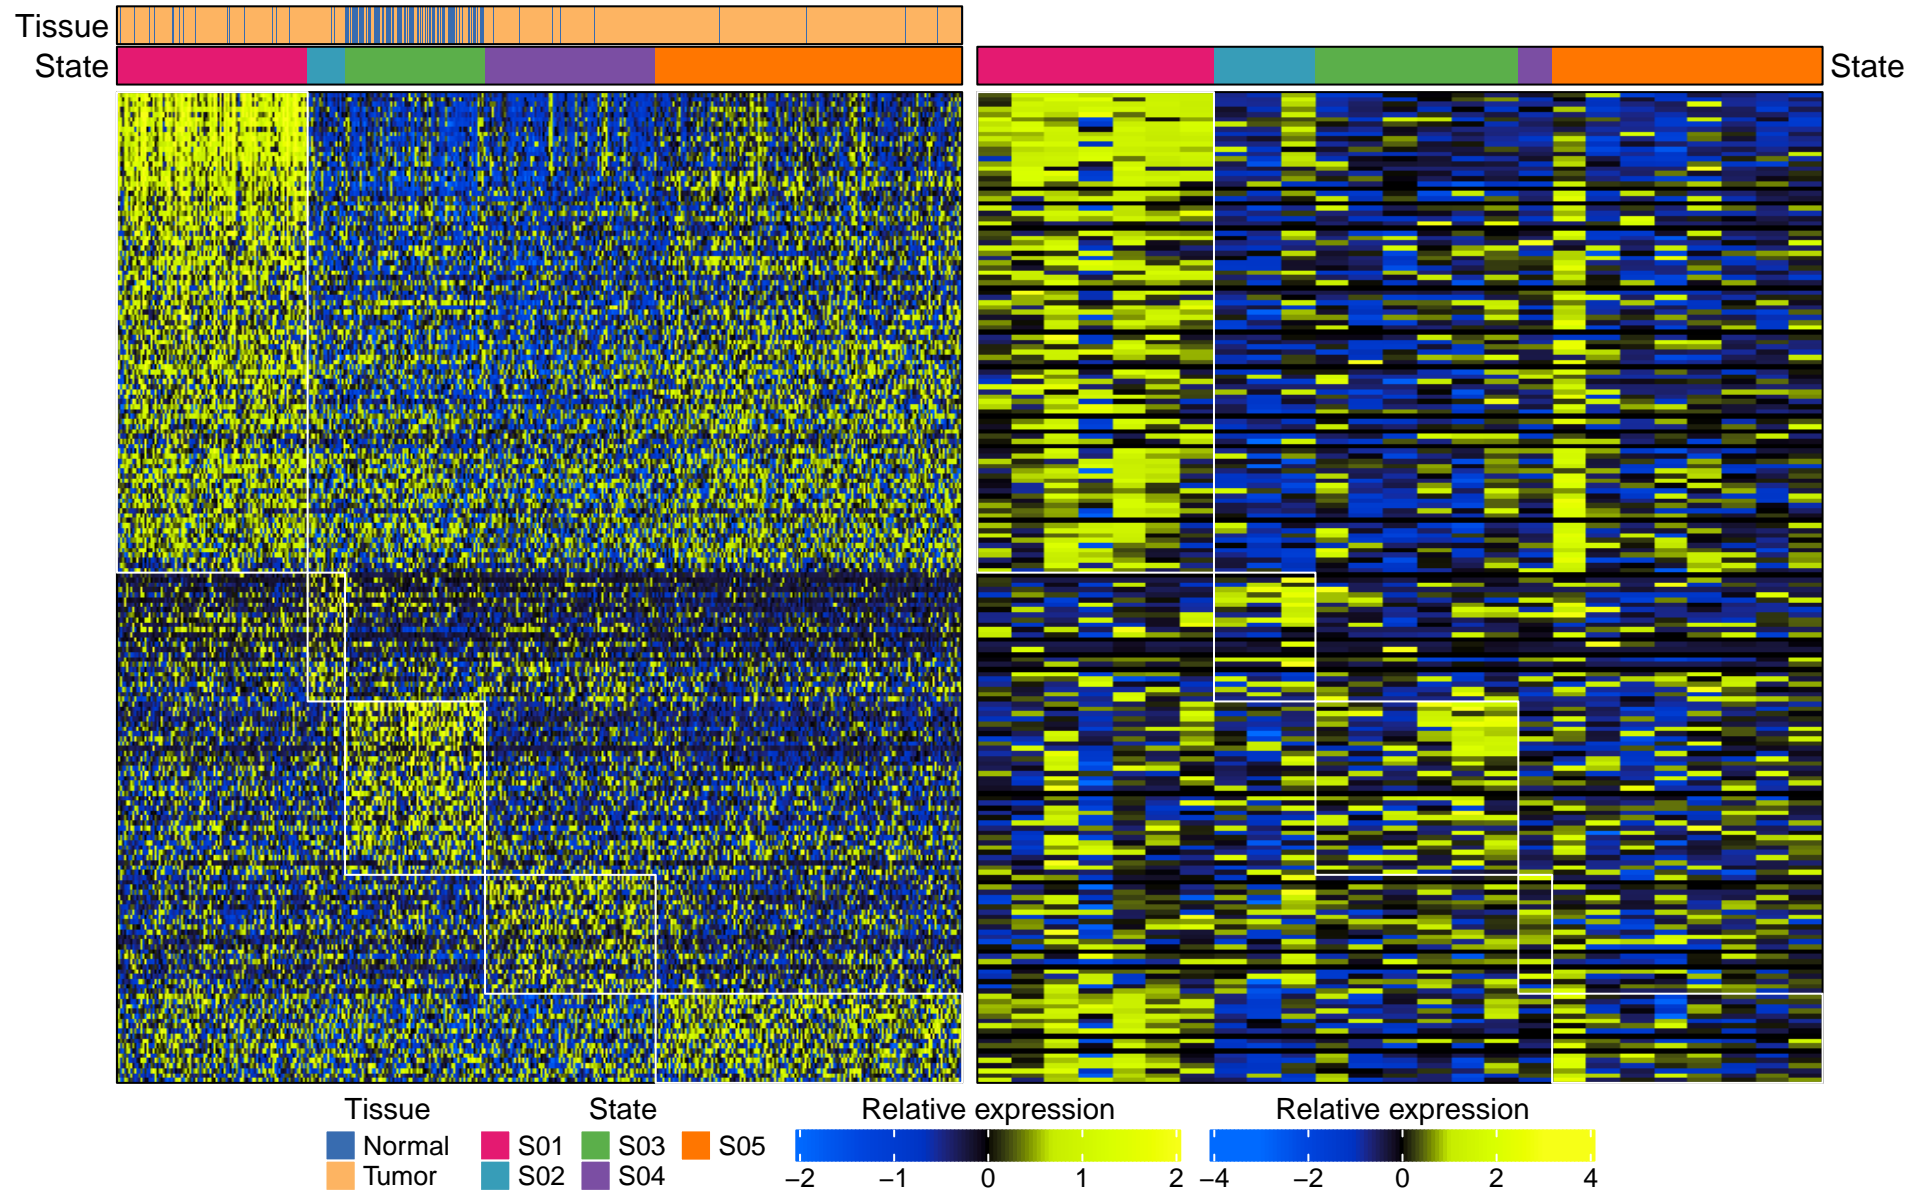 Tissue
State
State
Tissue
State
Relative expression
Relative expression
Normal
S01
S03
S05
Tumor
S02
S04
−2 −1 0 1 2
−4 −2 0 2 4